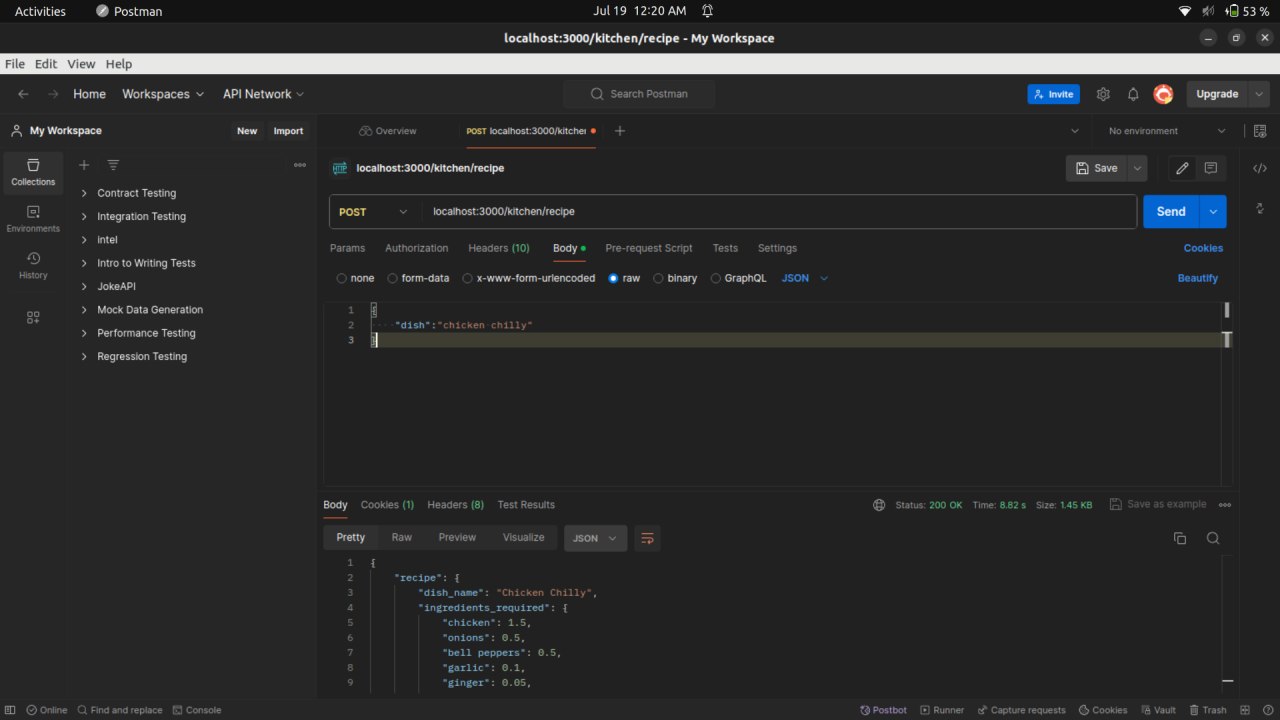 Activities Postman Jul 19 12:20 AM 53 %
localhost:3000/kitchen/recipe - My Workspace
File Edit View Help
Home Workspaces API Network Search Postman Invite Upgrade
My Workspace New Import Overview POST localhost:3000/kitcher No environment
Collections
Environments
History
Contract Testing
Integration Testing
intel
Intro to Writing Tests
JokeAPI
Mock Data Generation
Performance Testing
Regression Testing
HTTP localhost:3000/kitchen/recipe Save
POST localhost:3000/kitchen/recipe Send
Params Authorization Headers (10) Body Pre-request Script Tests Settings Cookies
none form-data x-www-form-urlencoded raw binary GraphQL JSON Beautify
1 {
2 "dish":"chicken chilly"
3 }
Body Cookies (1) Headers (8) Test Results Status: 200 OK Time: 8.82 s Size: 1.45 KB Save as example
Pretty Raw Preview Visualize JSON
1 {
2 "recipe": {
3 "dish_name": "Chicken Chilly",
4 "ingredients_required": {
5 "chicken": 1.5,
6 "onions": 0.5,
7 "bell peppers": 0.5,
8 "garlic": 0.1,
9 "ginger": 0.05,
Online Find and replace Console Postbot Runner Capture requests Cookies Vault Trash